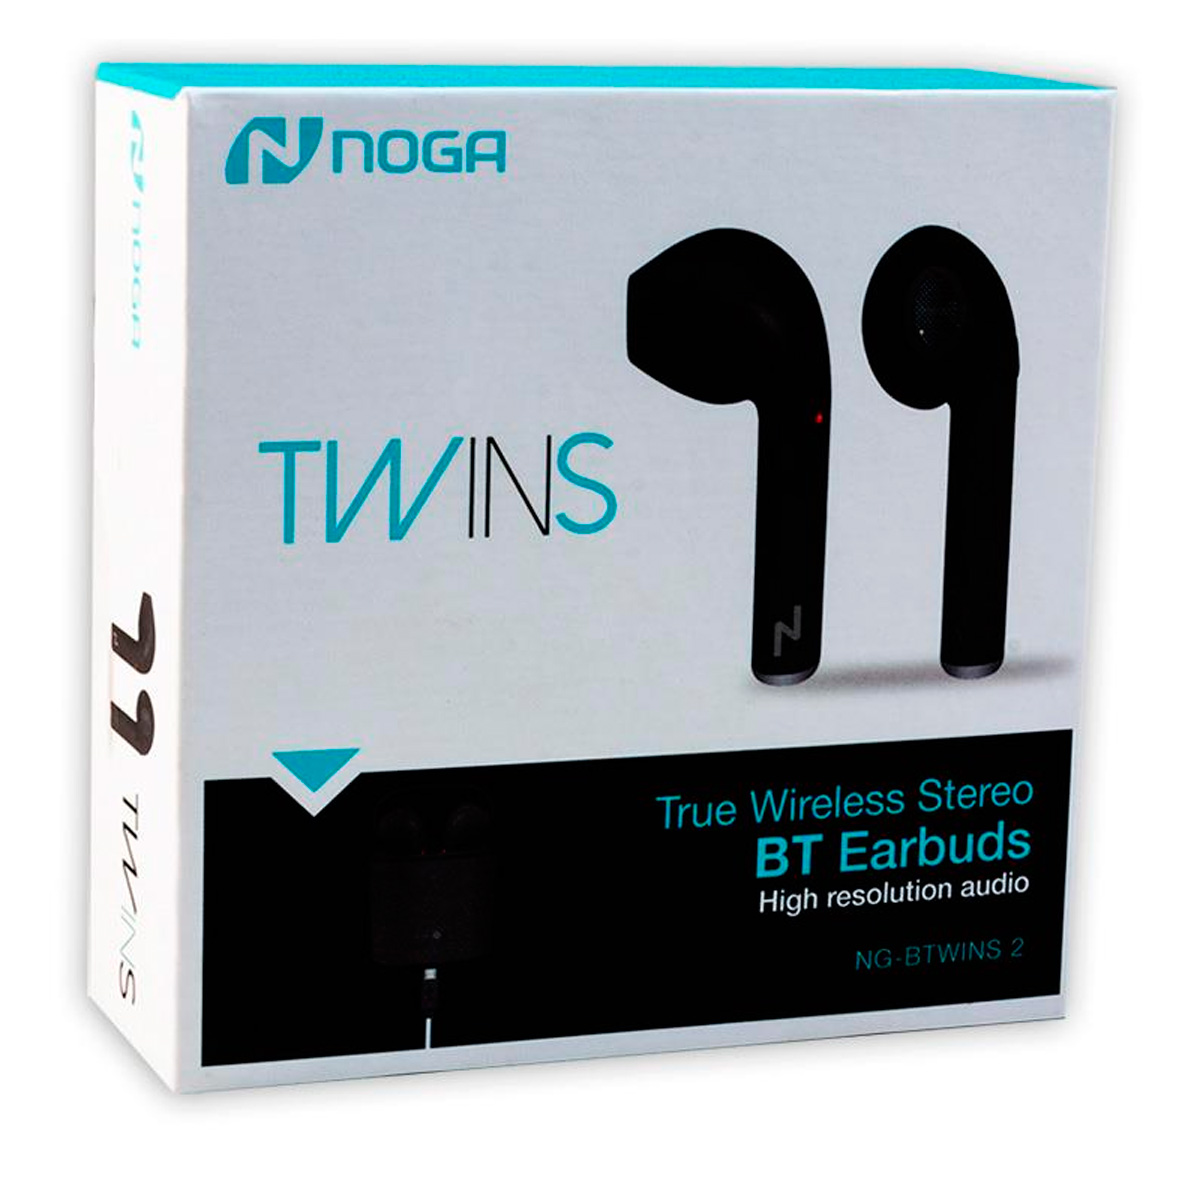 NOGA
TWINS
True Wireless Stereo
BT Earbuds
High resolution audio
NG-BTWINS 2
NOGA
TWINS